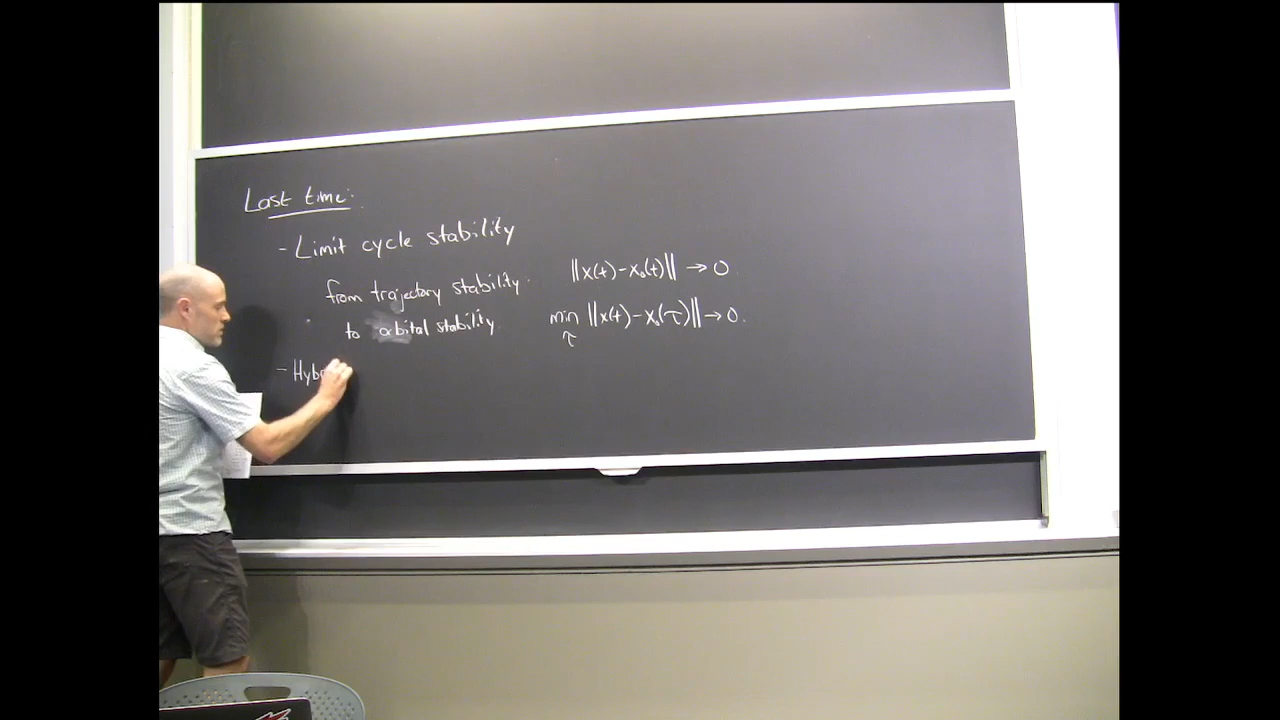 Last time:
- Limit cycle stability
from trajectory stability. ||x(t)-x₀(t)|| → 0.
to orbital stability. min ||x(t)-x₀(τ)|| → 0.
τ
- Hyb